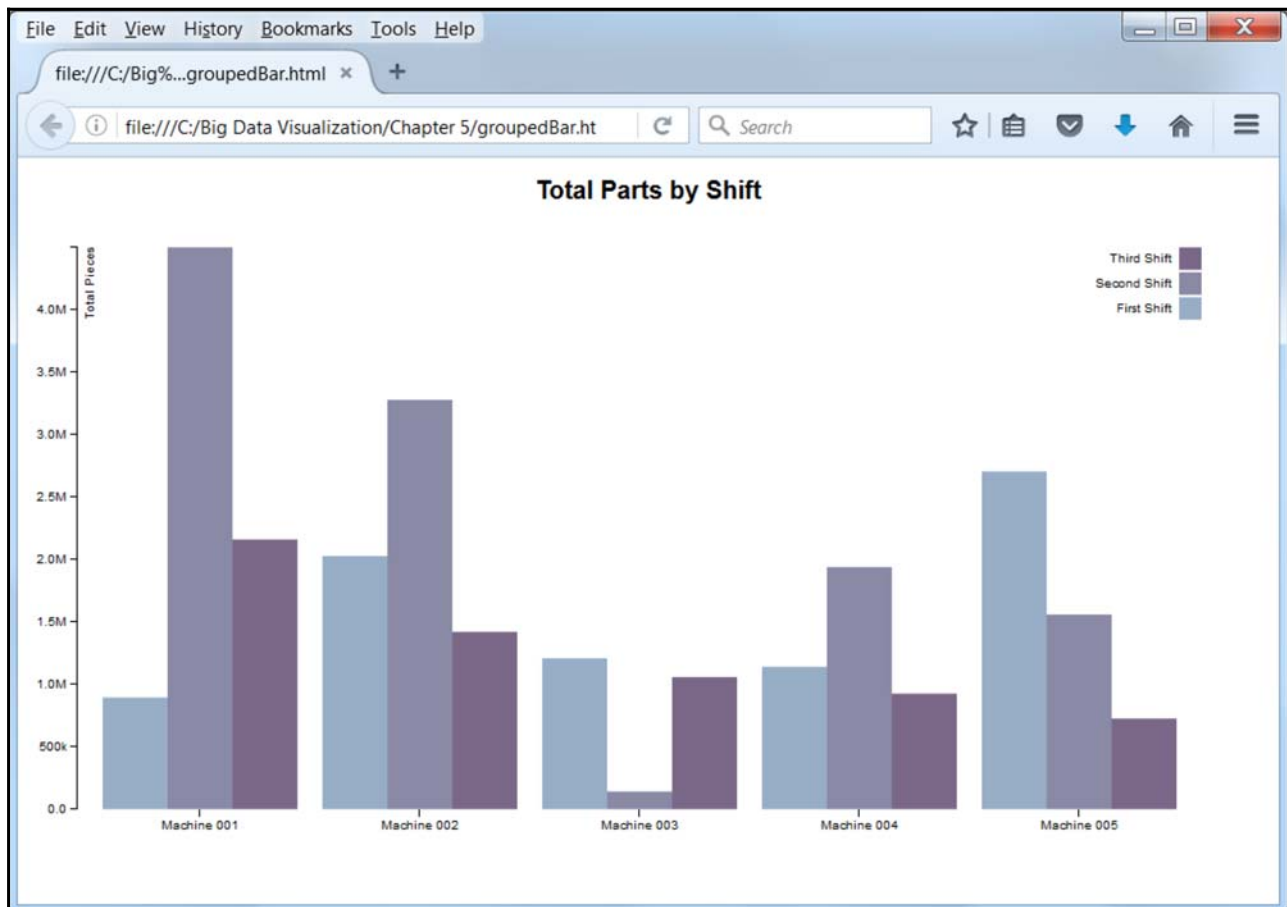 File Edit View History Bookmarks Tools Help
file:///C:/Big%...groupedBar.html × +
file:///C:/Big Data Visualization/Chapter 5/groupedBar.ht Search
Total Parts by Shift
Total Pieces
Third Shift
Second Shift
First Shift
4.0M
3.5M
3.0M
2.5M
2.0M
1.5M
1.0M
500k
0.0
Machine 001 Machine 002 Machine 003 Machine 004 Machine 005